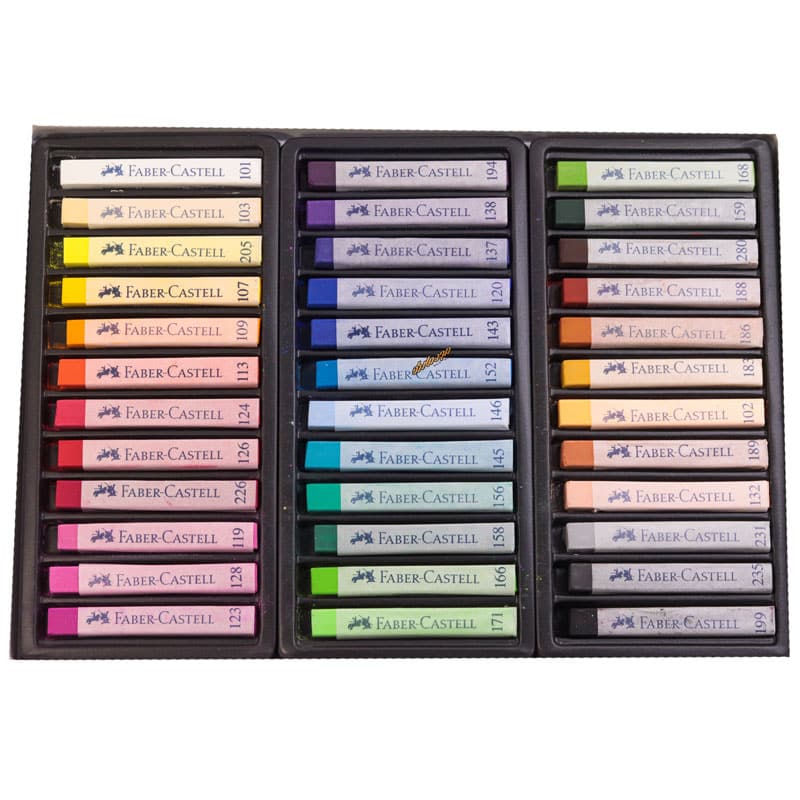 FABER-CASTELL 101
FABER-CASTELL 103
FABER-CASTELL 205
FABER-CASTELL 107
FABER-CASTELL 109
FABER-CASTELL 113
FABER-CASTELL 124
FABER-CASTELL 126
FABER-CASTELL 226
FABER-CASTELL 119
FABER-CASTELL 128
FABER-CASTELL 123
FABER-CASTELL 194
FABER-CASTELL 138
FABER-CASTELL 137
FABER-CASTELL 120
FABER-CASTELL 143
FABER-CASTELL 152
FABER-CASTELL 146
FABER-CASTELL 145
FABER-CASTELL 156
FABER-CASTELL 158
FABER-CASTELL 166
FABER-CASTELL 171
FABER-CASTELL 168
FABER-CASTELL 159
FABER-CASTELL 280
FABER-CASTELL 188
FABER-CASTELL 186
FABER-CASTELL 183
FABER-CASTELL 102
FABER-CASTELL 189
FABER-CASTELL 132
FABER-CASTELL 231
FABER-CASTELL 235
FABER-CASTELL 199